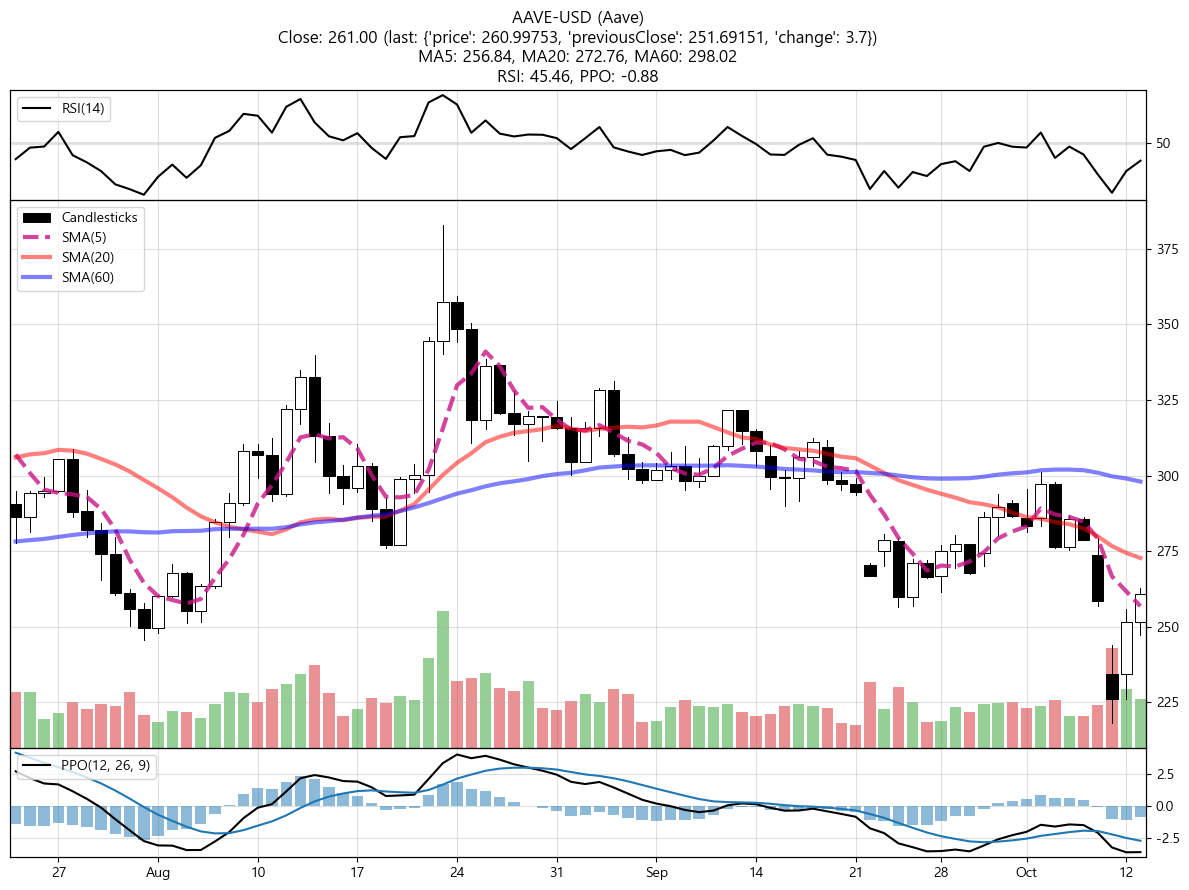 AAVE-USD (Aave)
Close: 261.00 (last: {'price': 260.99753, 'previousClose': 251.69151, 'change': 3.7})
MA5: 256.84, MA20: 272.76, MA60: 298.02
RSI: 45.46, PPO: -0.88
RSI(14)
50
Candlesticks
SMA(5)
SMA(20)
SMA(60)
375
350
325
300
275
250
225
PPO(12, 26, 9)
2.5
0.0
-2.5
27 Aug 10 17 24 31 Sep 14 21 28 Oct 12